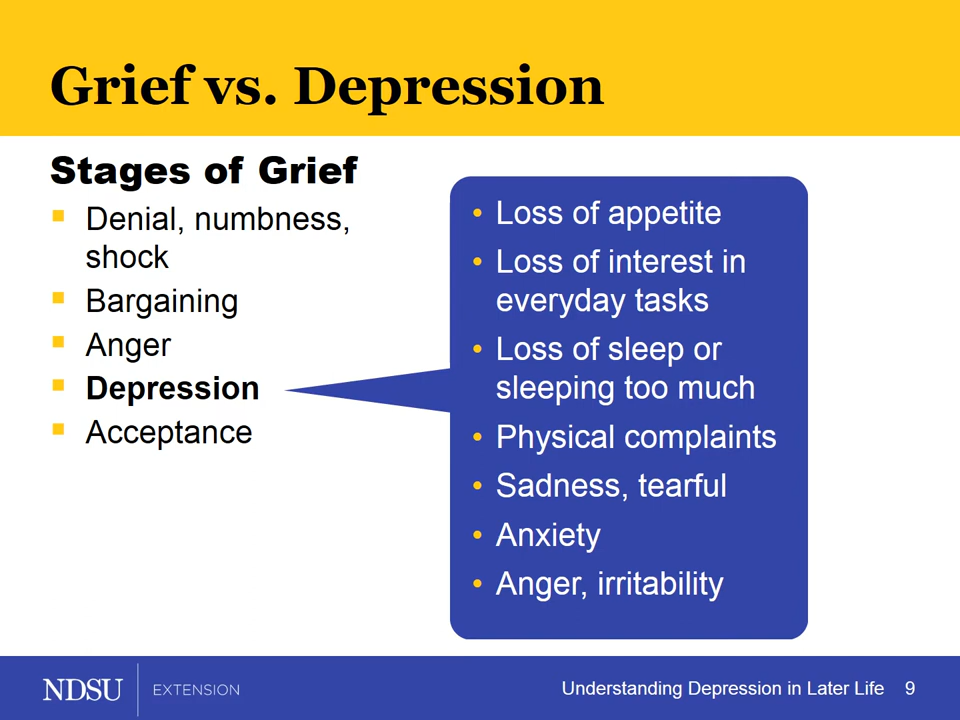 Grief vs. Depression
Stages of Grief
Denial, numbness,
shock
Bargaining
Anger
Depression
Acceptance
• Loss of appetite
• Loss of interest in
everyday tasks
• Loss of sleep or
sleeping too much
• Physical complaints
• Sadness, tearful
• Anxiety
• Anger, irritability
NDSU EXTENSION
Understanding Depression in Later Life 9